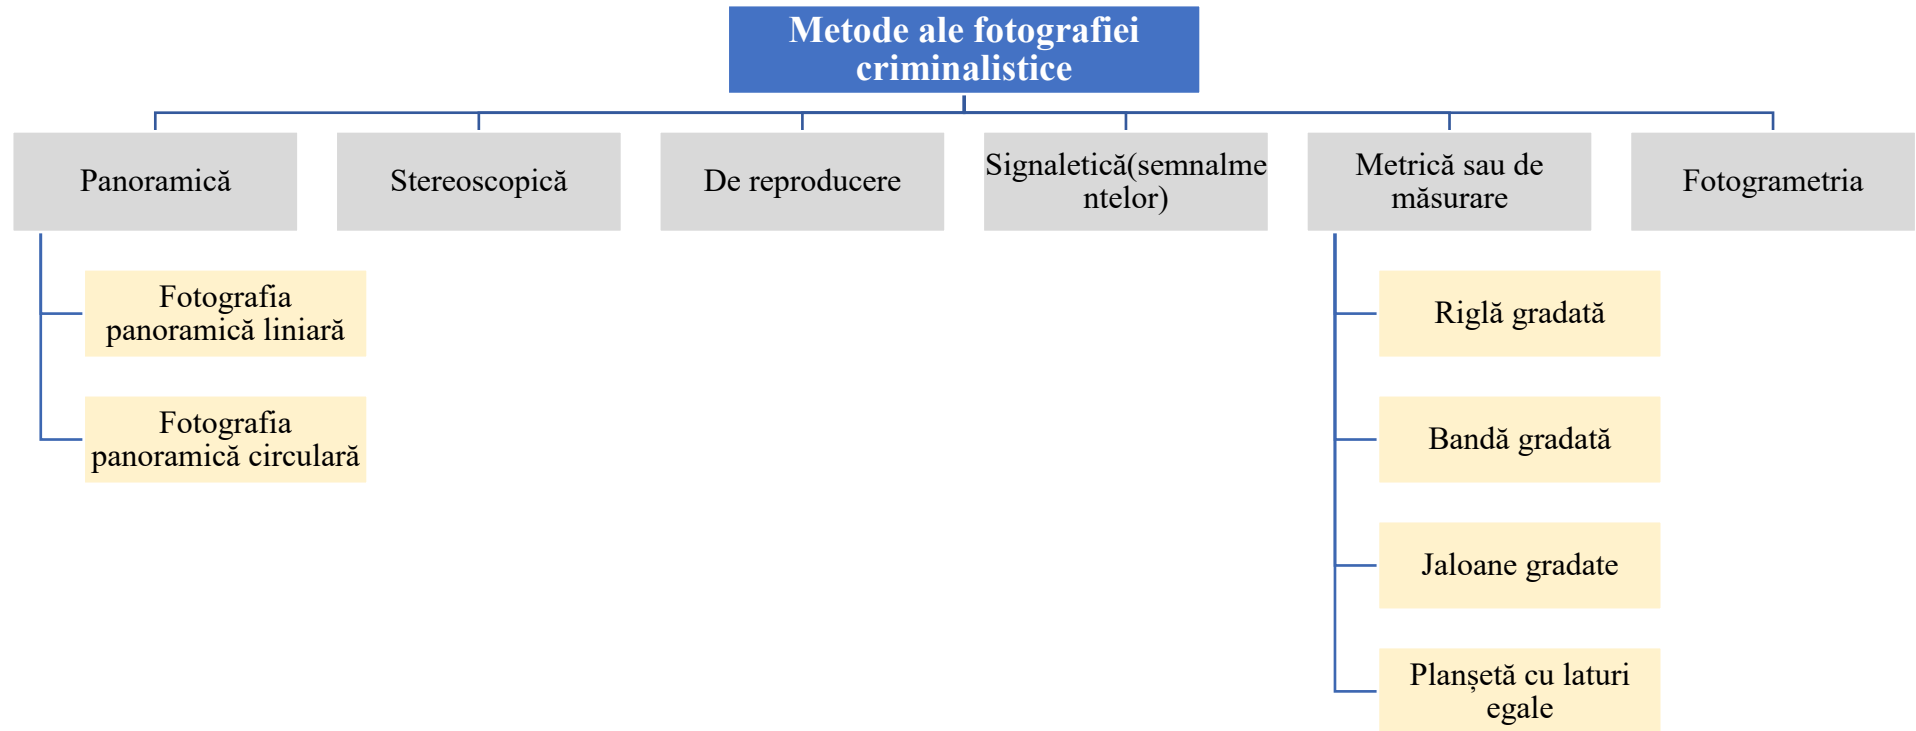 Metode ale fotografiei
criminalistice
Panoramică
Stereoscopică
De reproducere
Signaletică(semnalme
ntelor)
Metrică sau de
măsurare
Fotogrametria
Fotografia
panoramică liniară
Fotografia
panoramică circulară
Riglă gradată
Bandă gradată
Jaloane gradate
Planșetă cu laturi
egale